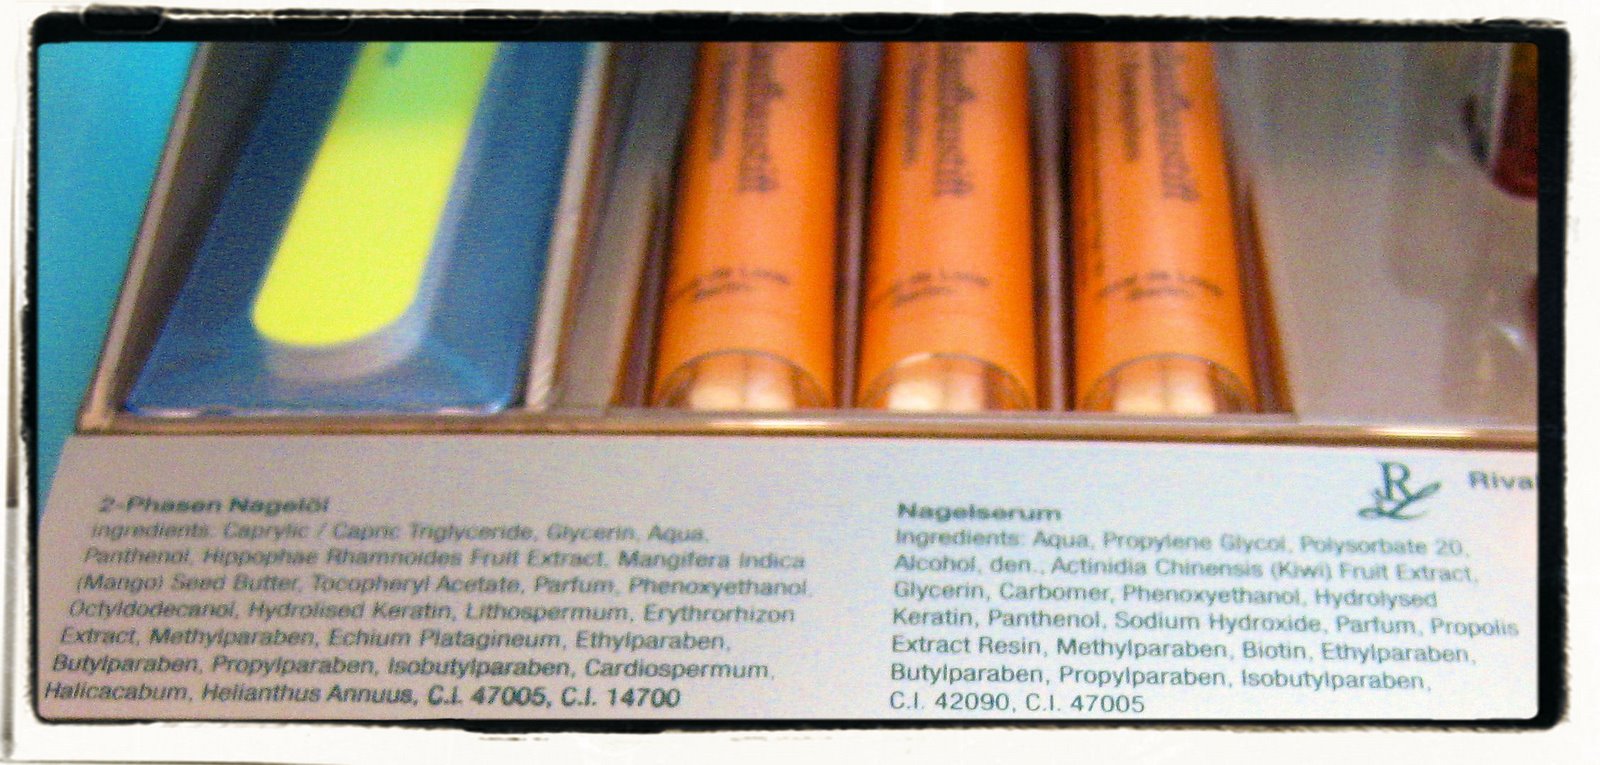 2-Phasen Nagelöl
Ingredients: Caprylic / Capric Triglyceride, Glycerin, Aqua,
Panthenol, Hippophae Rhamnoides Fruit Extract, Mangifera Indica
(Mango) Seed Butter, Tocopheryl Acetate, Parfum, Phenoxyethanol,
Octyldodecanol, Hydrolised Keratin, Lithospermum, Erythrorhizon
Extract, Methylparaben, Echium Platagineum, Ethylparaben,
Butylparaben, Propylparaben, Isobutylparaben, Cardiospermum,
Halicacabum, Helianthus Annuus, C.I. 47005, C.I. 14700
R
Riva
Nagelserum
Ingredients: Aqua, Propylene Glycol, Polysorbate 20,
Alcohol, den., Actinidia Chinensis (Kiwi) Fruit Extract,
Glycerin, Carbomer, Phenoxyethanol, Hydrolysed
Keratin, Panthenol, Sodium Hydroxide, Parfum, Propolis
Extract Resin, Methylparaben, Biotin, Ethylparaben,
Butylparaben, Propylparaben, Isobutylparaben,
C.I. 42090, C.I. 47005